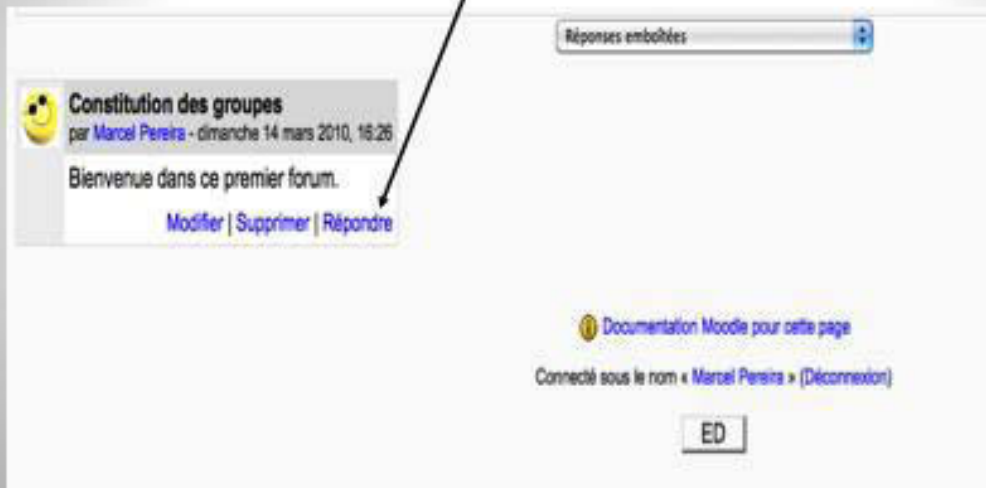 Réponses emboîtées
Constitution des groupes
par Marcel Pereira - dimanche 14 mars 2010, 16:26
Bienvenue dans ce premier forum.
Modifier | Supprimer | Répondre
Documentation Moodle pour cette page
Connecté sous le nom « Marcel Pereira » (Déconnexion)
ED